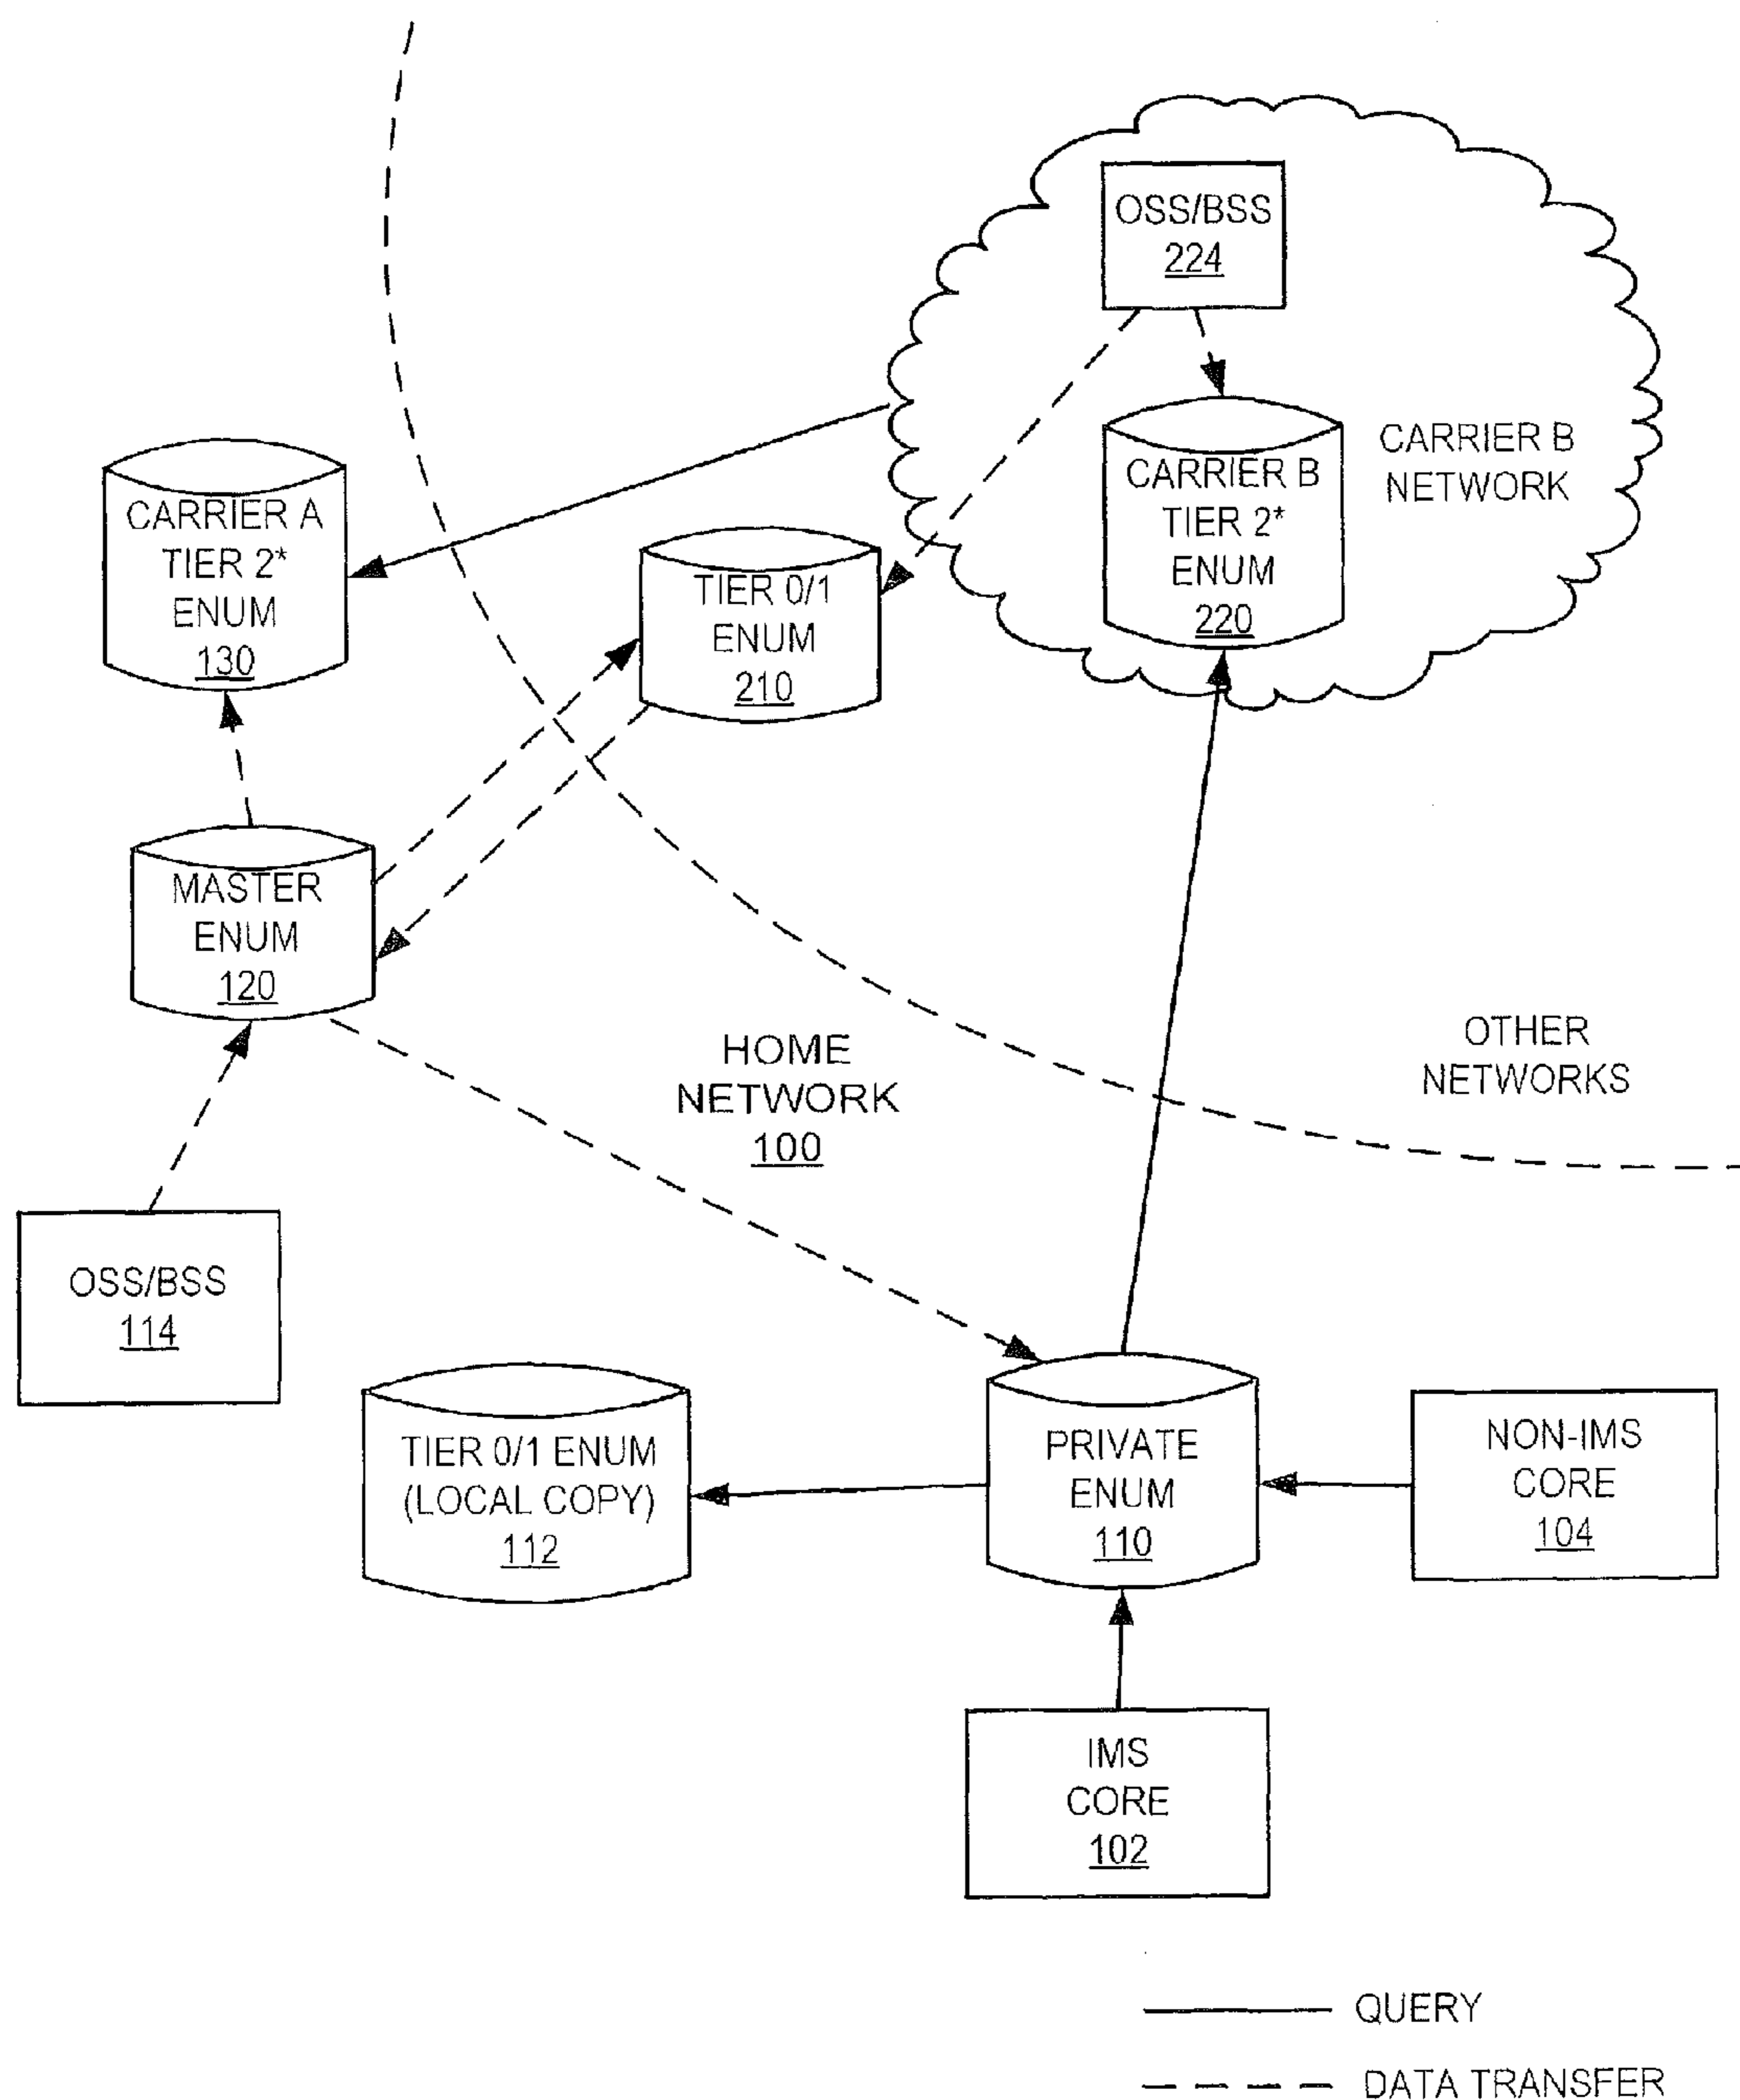 OSS/BSS
224
CARRIER B
TIER 2*
ENUM
220
CARRIER B
NETWORK
CARRIER A
TIER 2*
ENUM
130
TIER 0/1
ENUM
210
MASTER
ENUM
120
HOME
NETWORK
100
OTHER
NETWORKS
OSS/BSS
114
TIER 0/1 ENUM
(LOCAL COPY)
112
PRIVATE
ENUM
110
NON-IMS
CORE
104
IMS
CORE
102
QUERY
DATA TRANSFER